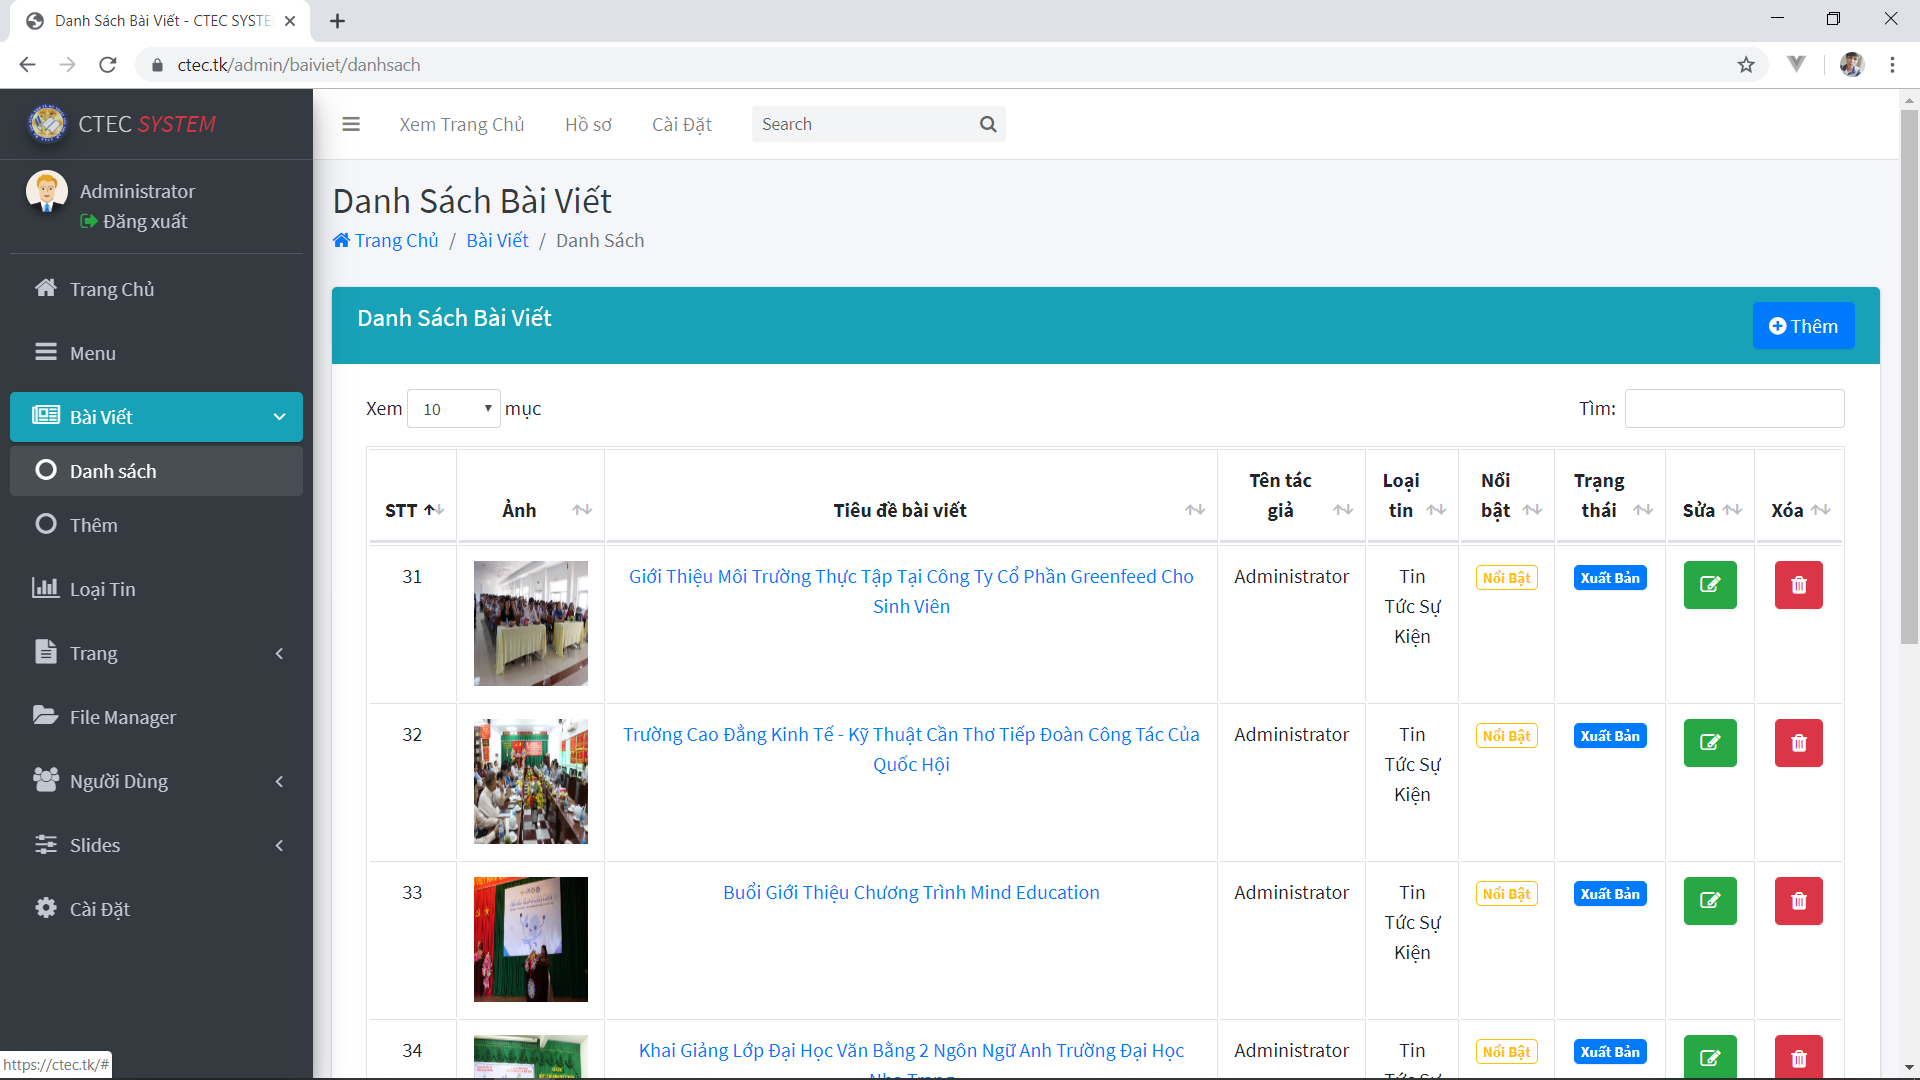 Danh Sách Bài Viết - CTEC SYSTE
ctec.tk/admin/baiviet/danhsach
CTEC SYSTEM
Xem Trang Chủ
Hồ sơ
Cài Đặt
Search
Administrator
Đăng xuất
Trang Chủ
Menu
Bài Viết
Danh sách
Thêm
Loại Tin
Trang
File Manager
Người Dùng
Slides
Cài Đặt
https://ctec.tk/#
Danh Sách Bài Viết
Trang Chủ / Bài Viết / Danh Sách
Danh Sách Bài Viết
Thêm
Xem 10 mục
Tìm:
STT
Ảnh
Tiêu đề bài viết
Tên tác
giả
Loại
tin
Nổi
bật
Trạng
thái
Sửa
Xóa
31
Giới Thiệu Môi Trường Thực Tập Tại Công Ty Cổ Phần Greenfeed Cho
Sinh Viên
Administrator
Tin
Tức Sự
Kiện
Nổi Bật
Xuất Bản
32
Trường Cao Đẳng Kinh Tế - Kỹ Thuật Cần Thơ Tiếp Đoàn Công Tác Của
Quốc Hội
Administrator
Tin
Tức Sự
Kiện
Nổi Bật
Xuất Bản
33
Buổi Giới Thiệu Chương Trình Mind Education
Administrator
Tin
Tức Sự
Kiện
Nổi Bật
Xuất Bản
34
Khai Giảng Lớp Đại Học Văn Bằng 2 Ngôn Ngữ Anh Trường Đại Học
Nha Trang
Administrator
Tin
Tức Sự
Nổi Bật
Xuất Bản